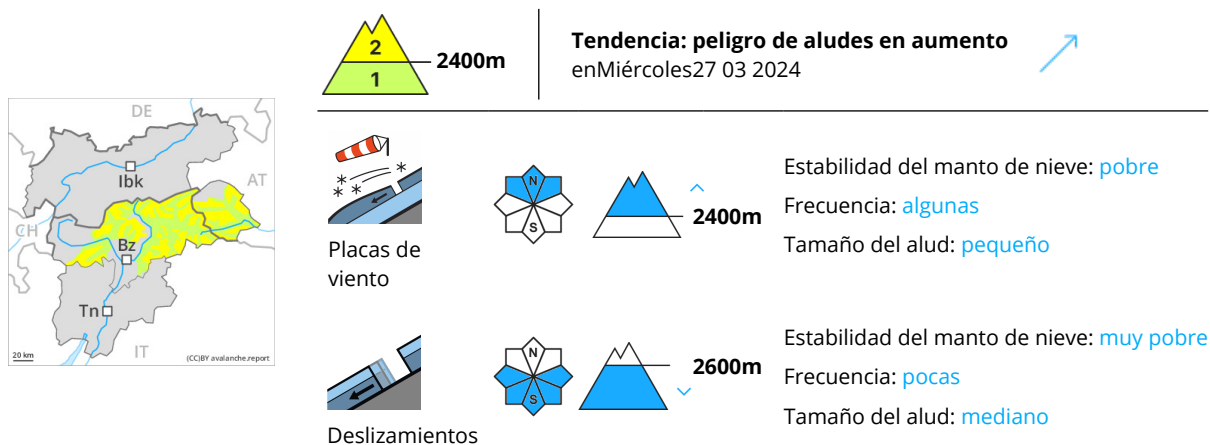 2
2400m
1
Tendencia: peligro de aludes en aumento
enMiércoles27 03 2024
DE
Ibk
AT
CH
Bz
Tn
IT
20 km
(CC)BY avalanche.report
Placas de
viento
N
S
2400m
Estabilidad del manto de nieve: pobre
Frecuencia: algunas
Tamaño del alud: pequeño
Deslizamientos
N
S
2600m
Estabilidad del manto de nieve: muy pobre
Frecuencia: pocas
Tamaño del alud: mediano